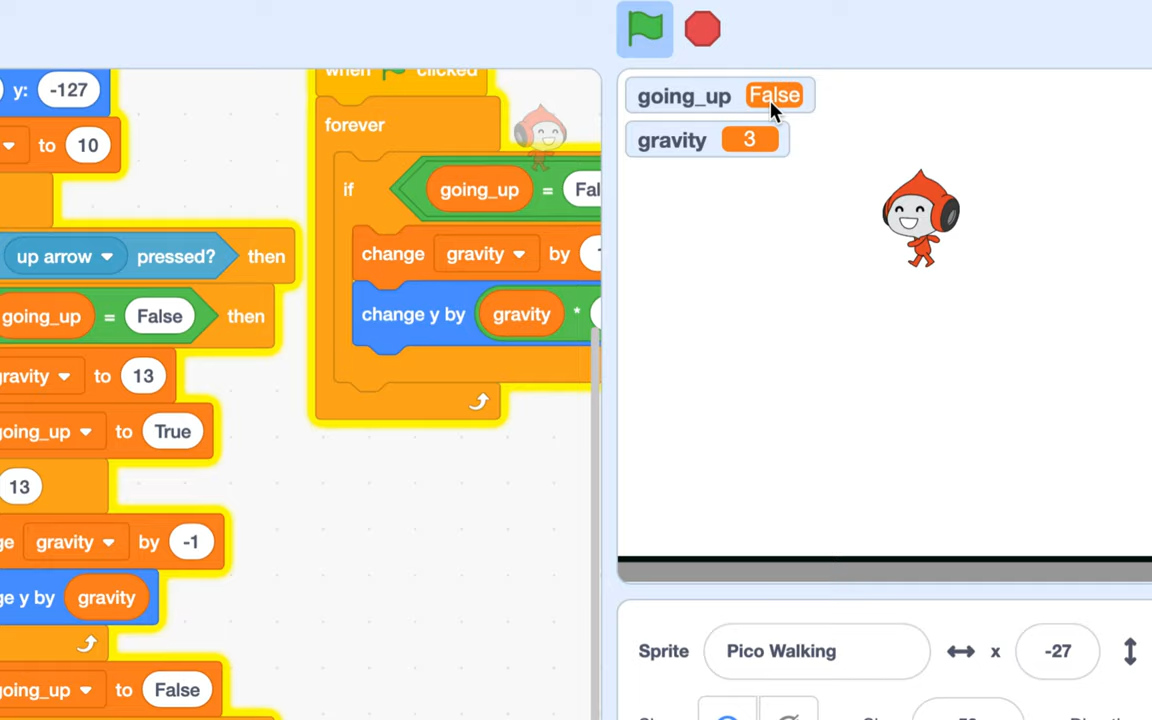 y: -127
to 10
up arrow pressed? then
going_up = False then
gravity to 13
going_up to True
13
gravity by -1
y by gravity
going_up to False
when clicked
forever
if going_up =
change gravity by
change y by gravity *
going_up False
gravity 3
Sprite Pico Walking x -27